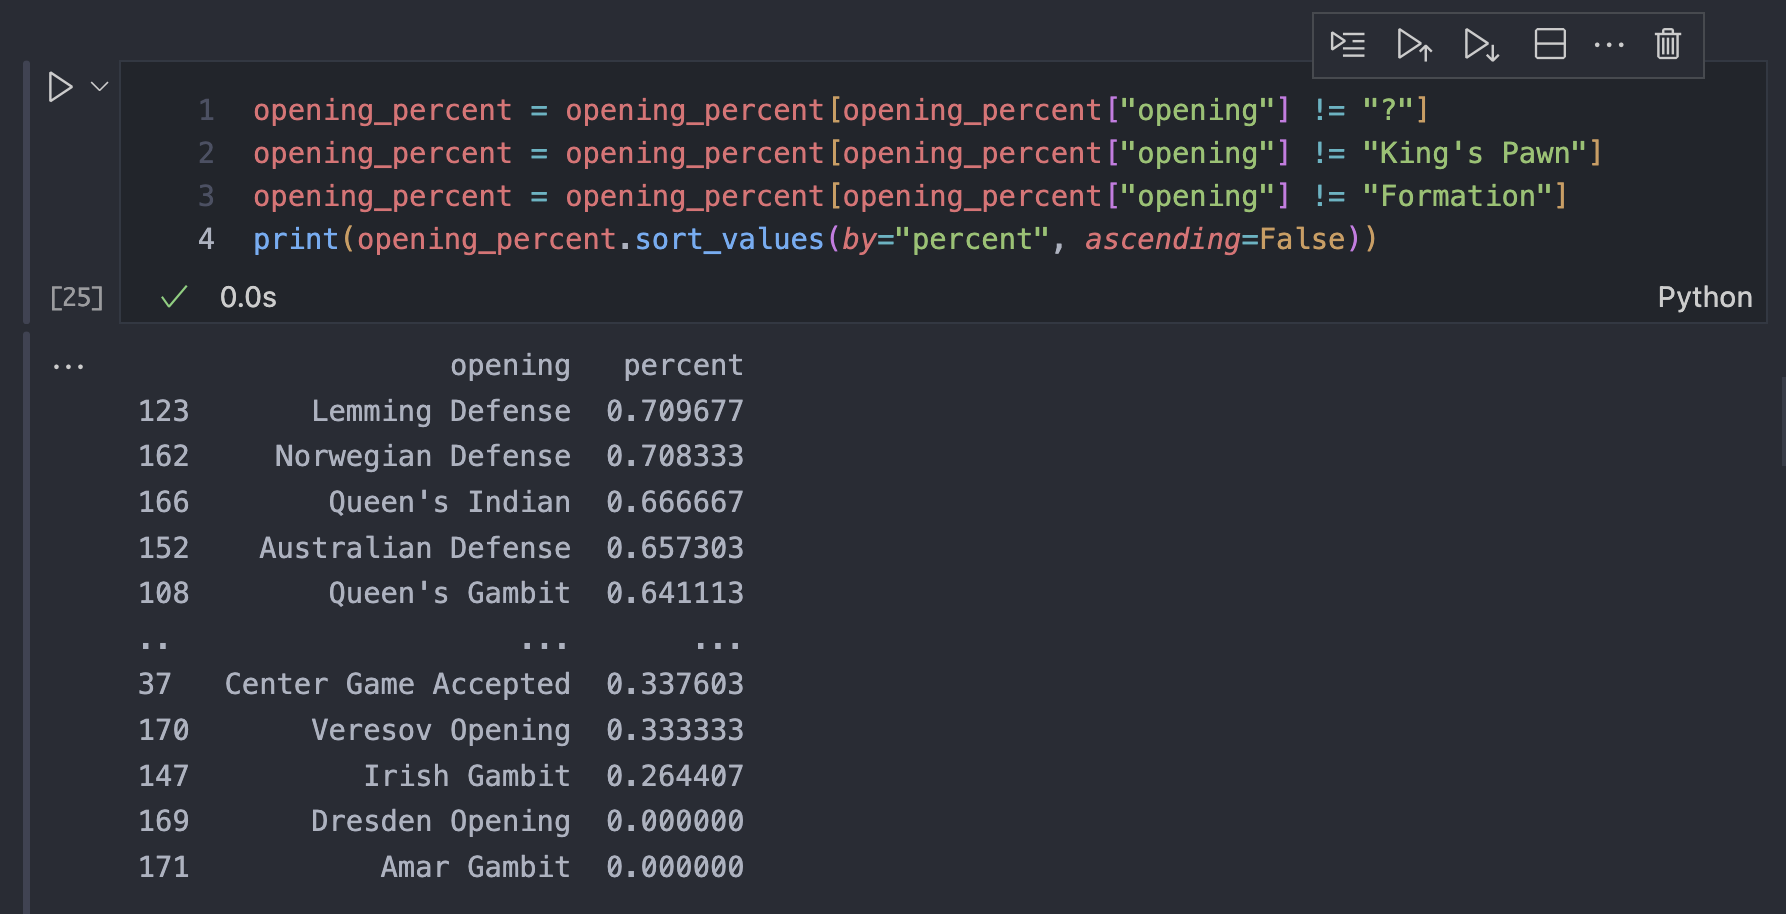 1 opening_percent = opening_percent[opening_percent["opening"] != "?"]
2 opening_percent = opening_percent[opening_percent["opening"] != "King's Pawn"]
3 opening_percent = opening_percent[opening_percent["opening"] != "Formation"]
4 print(opening_percent.sort_values(by="percent", ascending=False))
[25] 0.0s Python
... opening percent
123 Lemming Defense 0.709677
162 Norwegian Defense 0.708333
166 Queen's Indian 0.666667
152 Australian Defense 0.657303
108 Queen's Gambit 0.641113
.. ... ...
37 Center Game Accepted 0.337603
170 Veresov Opening 0.333333
147 Irish Gambit 0.264407
169 Dresden Opening 0.000000
171 Amar Gambit 0.000000